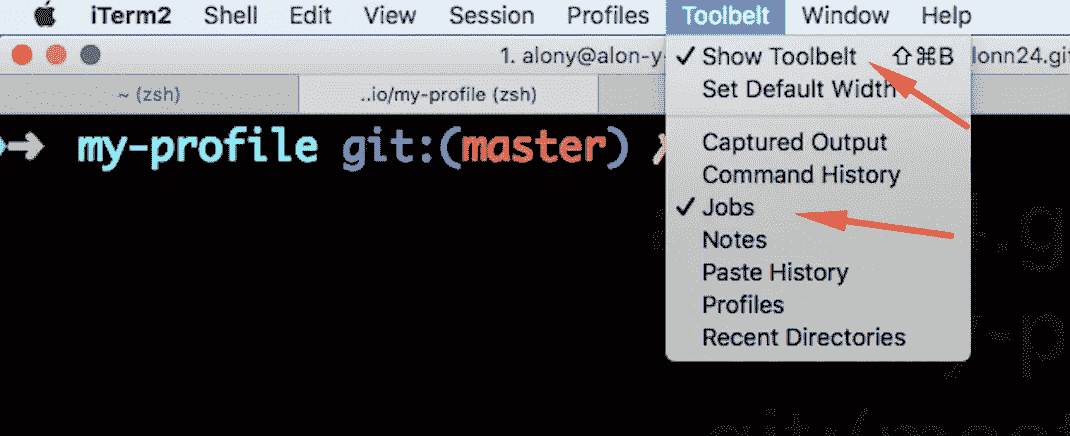 iTerm2 Shell Edit View Session Profiles Toolbelt Window Help
1. alony@alon-y
lonn24.git
~ (zsh) ..io/my-profile (zsh)
✓ Show Toolbelt ⇧⌘B
Set Default Width
➜ my-profile git:(master) ✗
Captured Output
Command History
✓ Jobs
Notes
Paste History
Profiles
Recent Directories